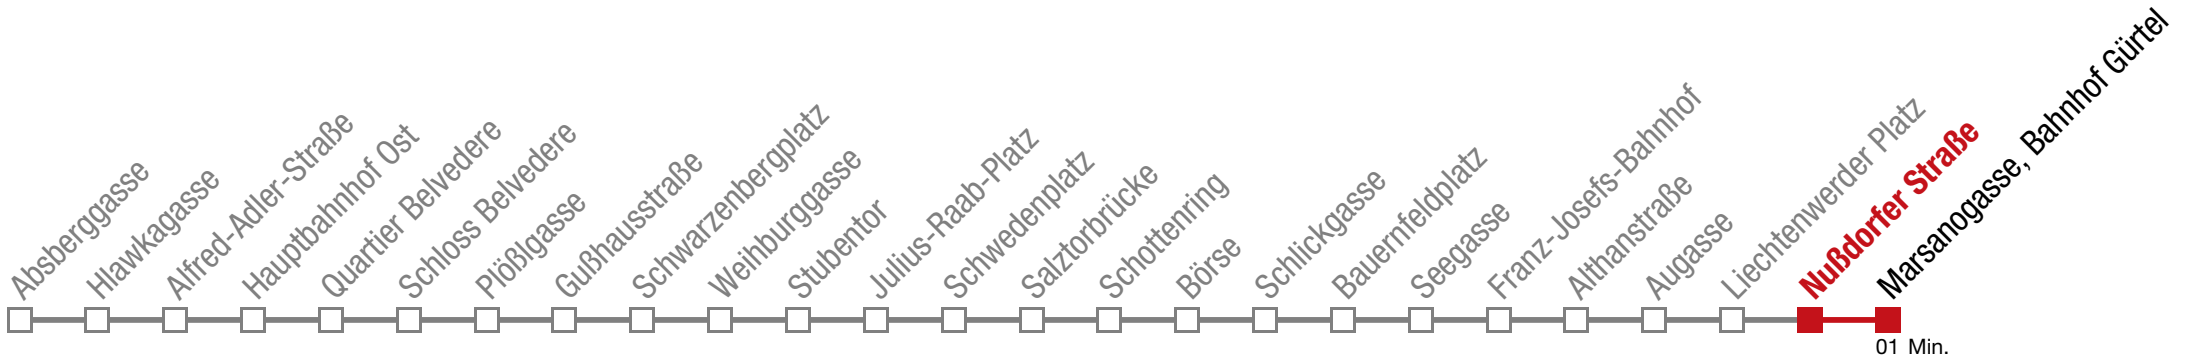 Absberggasse
Hlawkagasse
Alfred-Adler-Straße
Hauptbahnhof Ost
Quartier Belvedere
Schloss Belvedere
Plößlgasse
Gußhausstraße
Schwarzenbergplatz
Weihburggasse
Stubentor
Julius-Raab-Platz
Schwedenplatz
Salztorbrücke
Schottenring
Börse
Schlickgasse
Bauernfeldplatz
Seegasse
Franz-Josefs-Bahnhof
Althanstraße
Augasse
Liechtenwerder Platz
Nußdorfer Straße
Marsanogasse, Bahnhof Gürtel
01 Min.